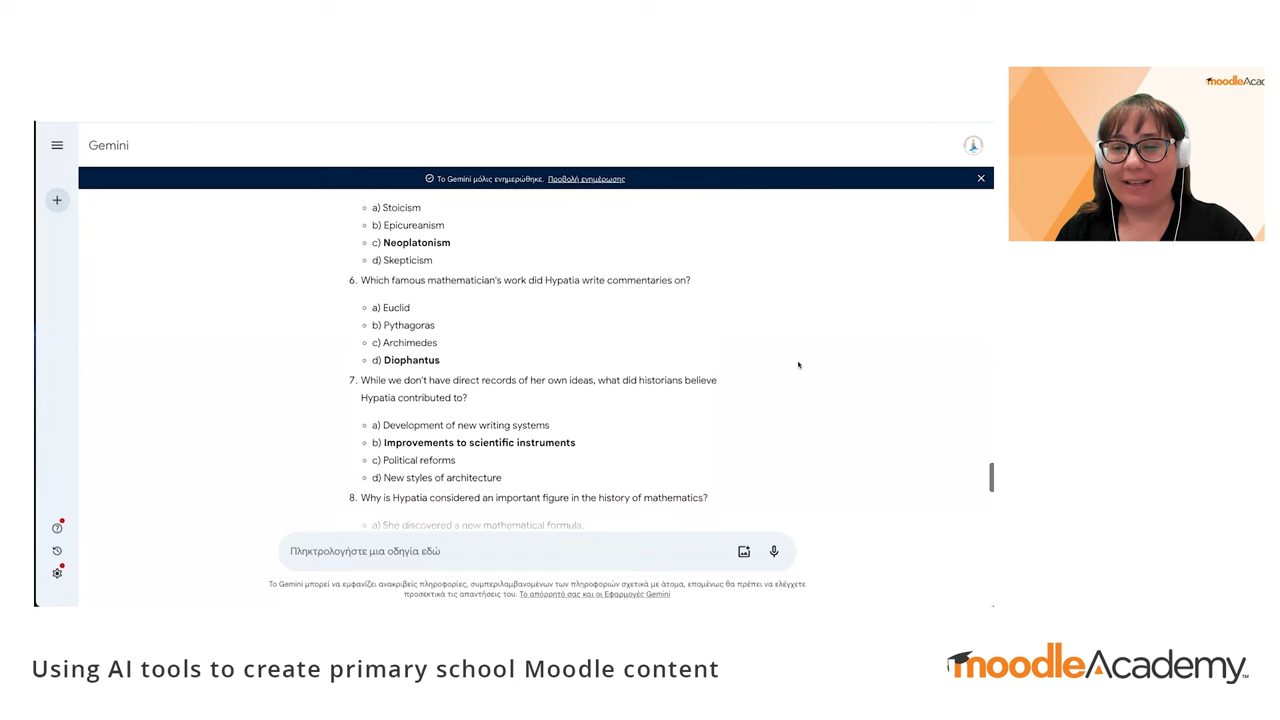 moodleAcad
Gemini
Το Gemini μόλις ενημερώθηκε. Προβολή ενημέρωσης
a) Stoicism
b) Epicureanism
c) Neoplatonism
d) Skepticism
6. Which famous mathematician's work did Hypatia write commentaries on?
a) Euclid
b) Pythagoras
c) Archimedes
d) Diophantus
7. While we don't have direct records of her own ideas, what did historians believe
Hypatia contributed to?
a) Development of new writing systems
b) Improvements to scientific instruments
c) Political reforms
d) New styles of architecture
8. Why is Hypatia considered an important figure in the history of mathematics?
a) She discovered a new mathematical formula.
Πληκτρολογήστε μια οδηγία εδώ
Το Gemini μπορεί να εμφανίζει ανακριβείς πληροφορίες, συμπεριλαμβανομένων των πληροφοριών σχετικά με άτομα, επομένως θα πρέπει να ελέγχετε
προσεκτικά τις απαντήσεις του. Το απόρρητό σας και οι Εφαρμογές Gemini
Using AI tools to create primary school Moodle content
moodleAcademy™